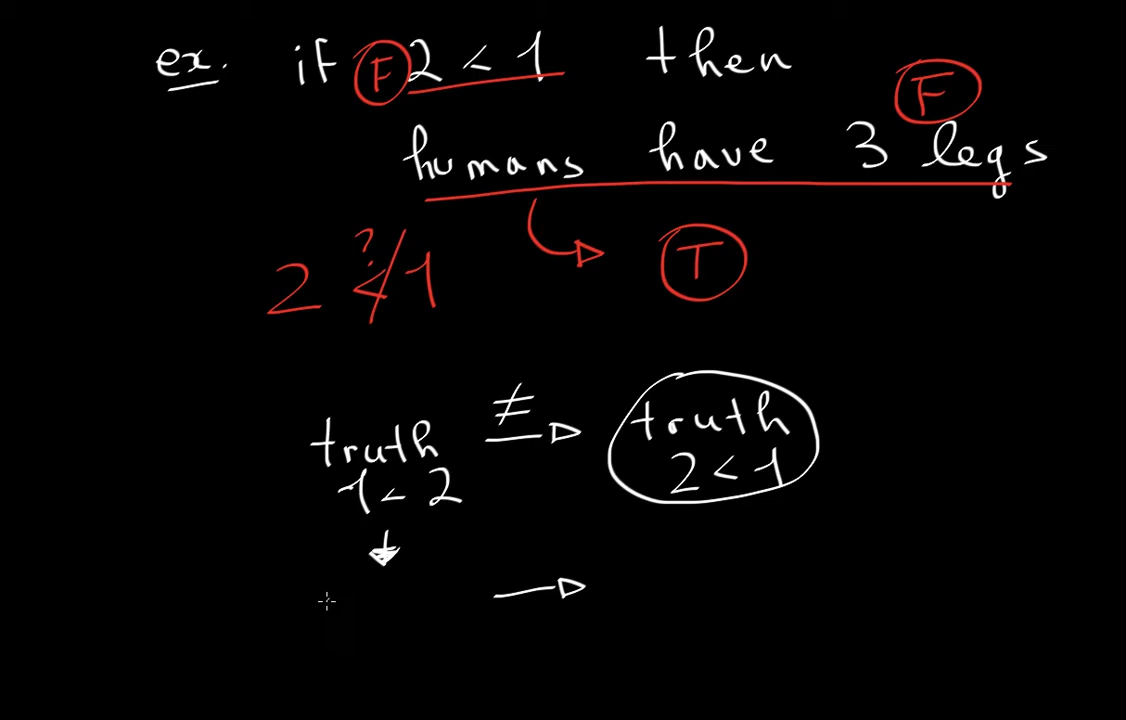 ex. if F 2 < 1 then
F
humans have 3 legs
T
?
2 ≮ 1
≠
truth truth
1 < 2 2 < 1